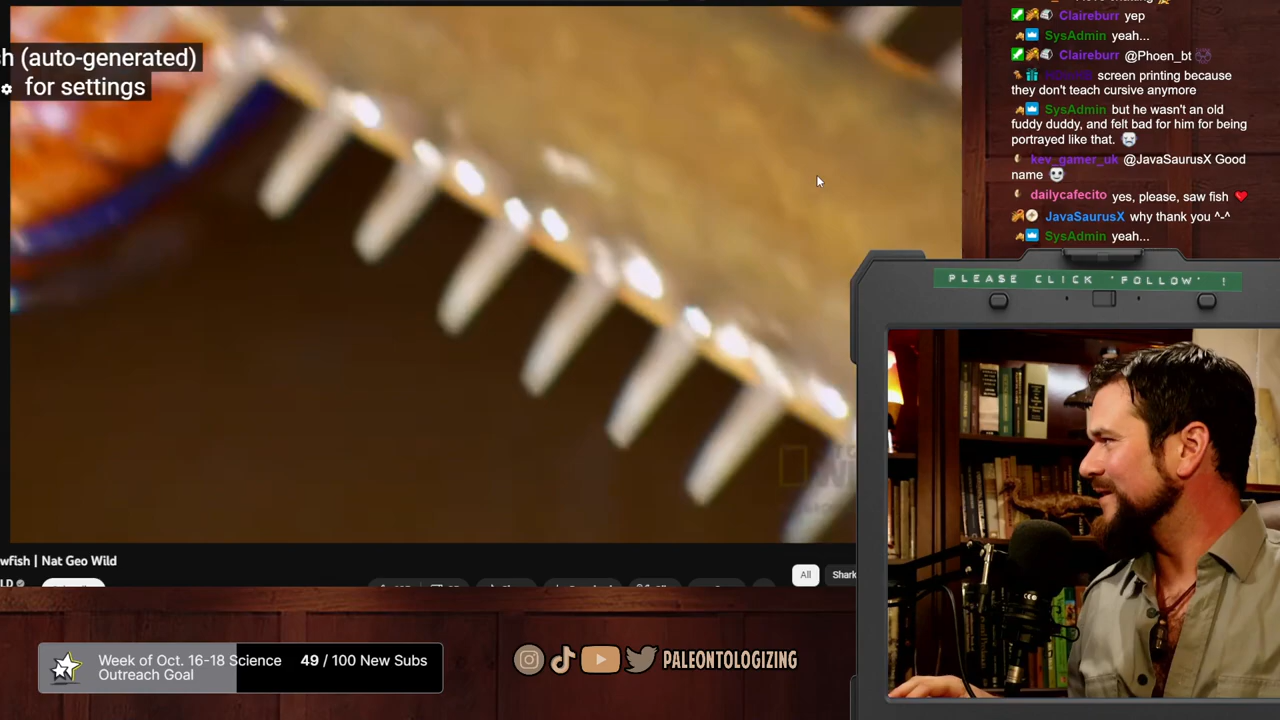 sh (auto-generated)
for settings
Claireburr yep
SysAdmin yeah...
Claireburr @Phoen_bt
screen printing because
they don't teach cursive anymore
SysAdmin but he wasn't an old
fuddy duddy, and felt bad for him for being
portrayed like that.
kev_gamer_uk @JavaSaurusX Good
name
dailycafecito yes, please, saw fish
JavaSaurusX why thank you ^-^
SysAdmin yeah...
PLEASE CLICK 'FOLLOW' !
wfish | Nat Geo Wild
LD
All
Shark
Week of Oct. 16-18 Science
Outreach Goal
49 / 100 New Subs
PALEONTOLOGIZING